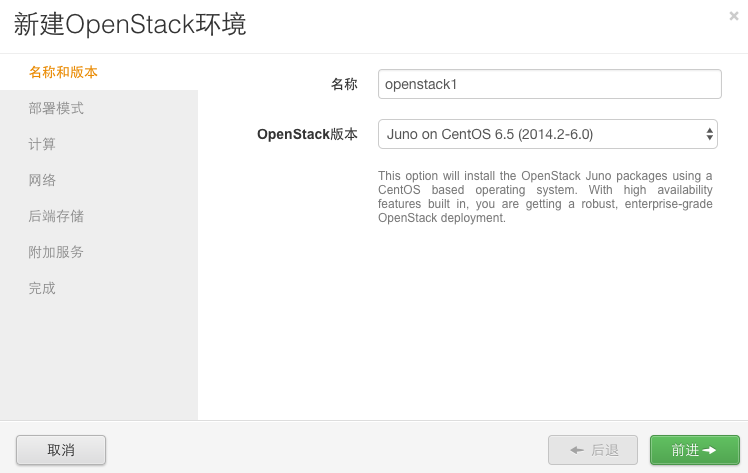 新建OpenStack环境
×
名称和版本
部署模式
计算
网络
后端存储
附加服务
完成
名称
openstack1
OpenStack版本
Juno on CentOS 6.5 (2014.2-6.0)
This option will install the OpenStack Juno packages using a
CentOS based operating system. With high availability
features built in, you are getting a robust, enterprise-grade
OpenStack deployment.
取消
后退
前进